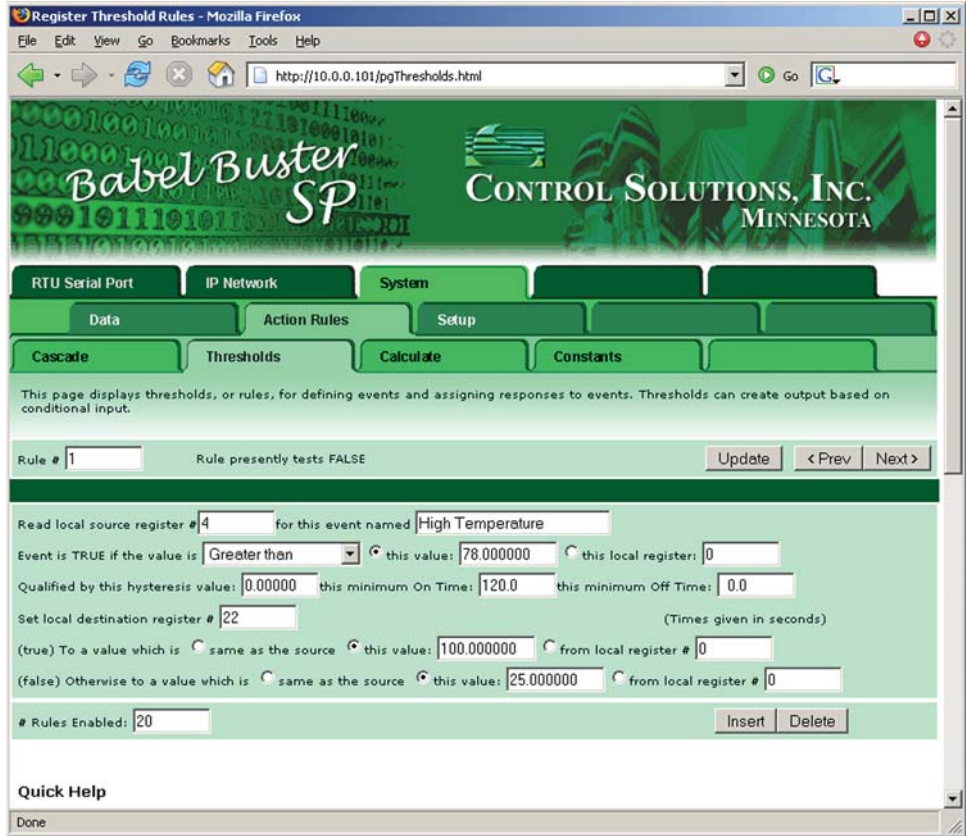 Register Threshold Rules - Mozilla Firefox
File Edit View Go Bookmarks Tools Help
http://10.0.0.101/pgThresholds.html Go G
Babel Buster
SP
CONTROL SOLUTIONS, INC.
MINNESOTA
RTU Serial Port IP Network System
Data Action Rules Setup
Cascade Thresholds Calculate Constants
This page displays thresholds, or rules, for defining events and assigning responses to events. Thresholds can create output based on
conditional input.
Rule # 1 Rule presently tests FALSE Update < Prev Next >
Read local source register # 4 for this event named High Temperature
Event is TRUE if the value is Greater than this value: 78.000000 this local register: 0
Qualified by this hysteresis value: 0.00000 this minimum On Time: 120.0 this minimum Off Time: 0.0
Set local destination register # 22 (Times given in seconds)
(true) To a value which is same as the source this value: 100.000000 from local register # 0
(false) Otherwise to a value which is same as the source this value: 25.000000 from local register # 0
# Rules Enabled: 20 Insert Delete
Quick Help
Done